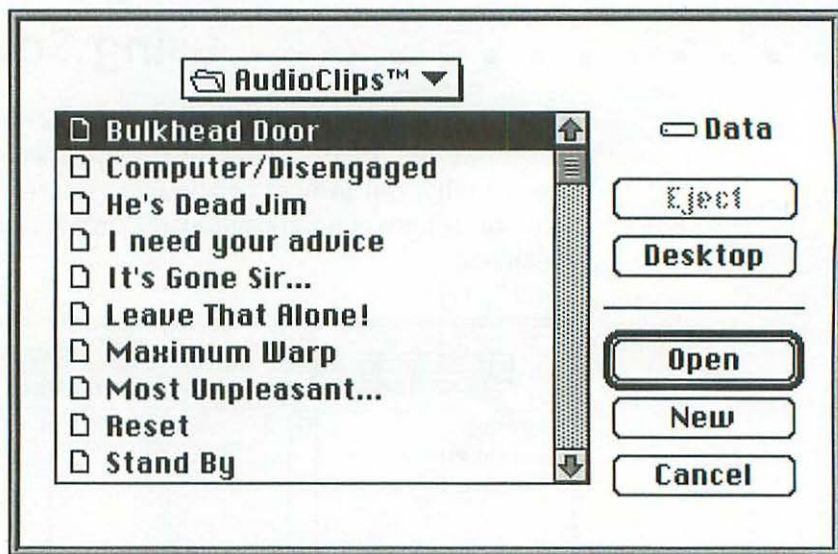 AudioClips™
Bulkhead Door
Computer/Disengaged
He's Dead Jim
I need your advice
It's Gone Sir...
Leave That Alone!
Maximum Warp
Most Unpleasant...
Reset
Stand By
Data
Eject
Desktop
Open
New
Cancel